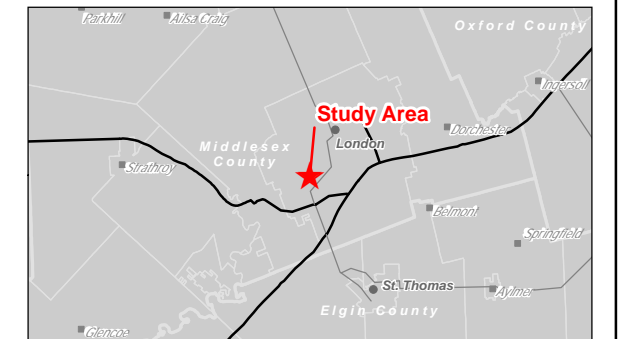 Parkhill
Ailsa Craig
Oxford County
Ingersoll
Study Area
Dorchester
London
Middlesex
County
Strathroy
Belmont
Springfield
St. Thomas
Aylmer
Elgin County
Glencoe